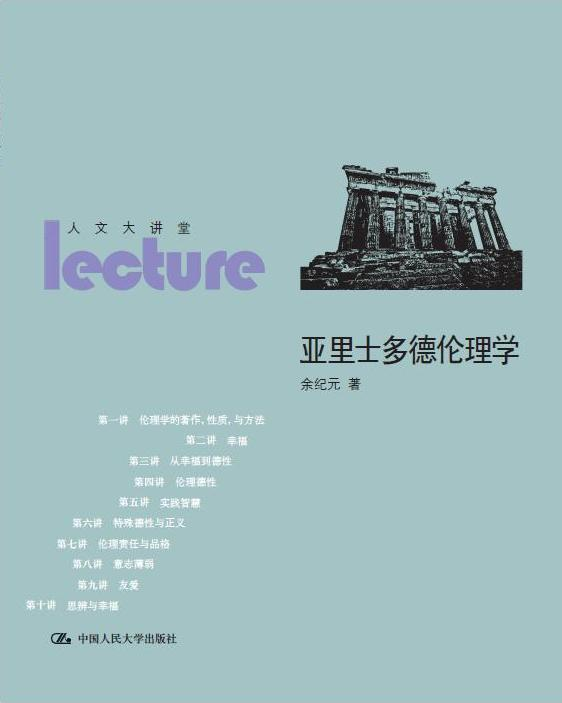 人文大讲堂
lecture
亚里士多德伦理学
余纪元 著
第一讲 伦理学的著作，性质，与方法
第二讲 幸福
第三讲 从幸福到德性
第四讲 伦理德性
第五讲 实践智慧
第六讲 特殊德性与正义
第七讲 伦理责任与品格
第八讲 意志薄弱
第九讲 友爱
第十讲 思辨与幸福
中国人民大学出版社